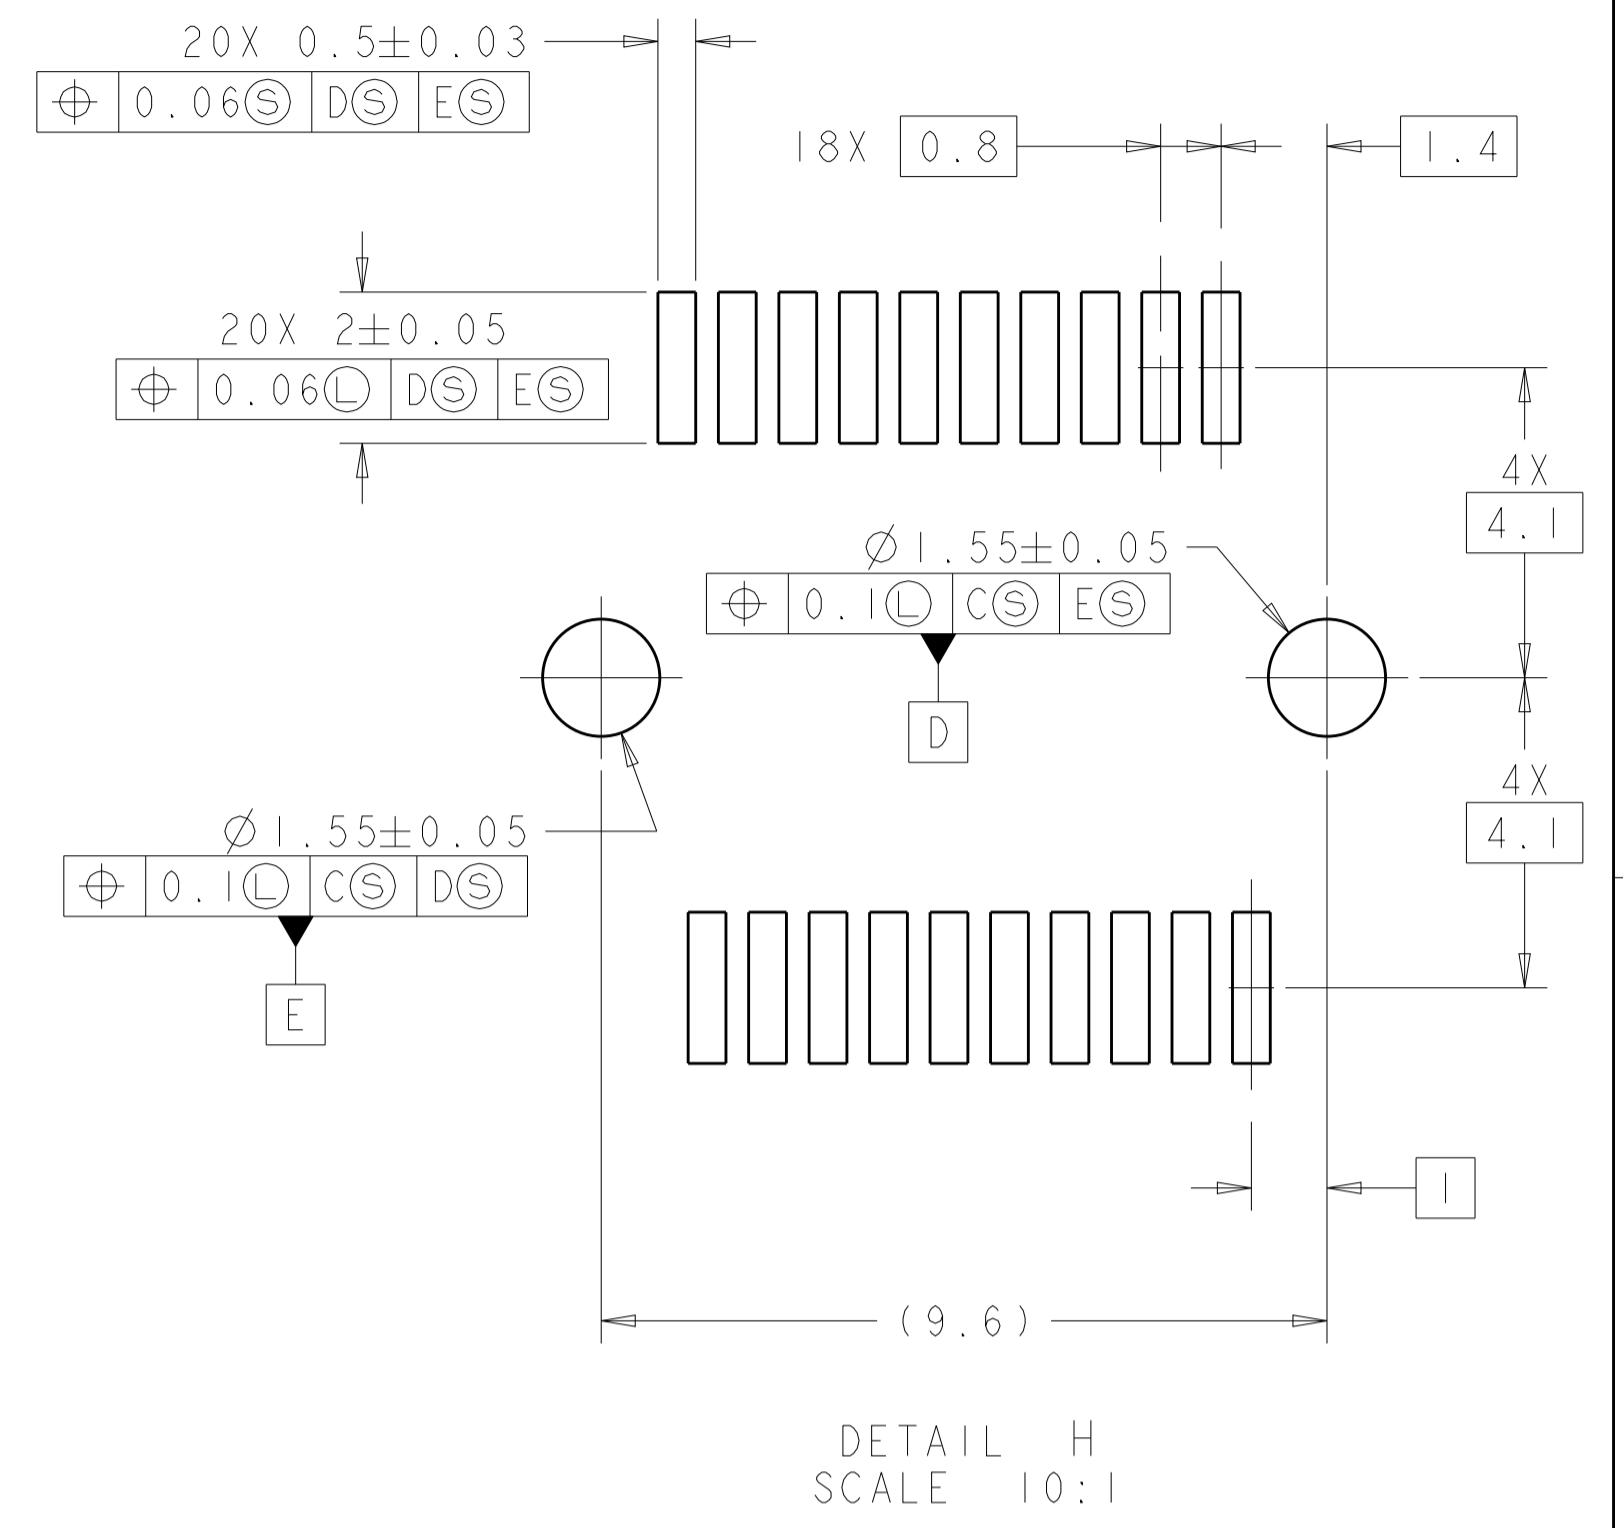 20X 0.5±0.03
⌖ 0.06Ⓢ DⓈ EⓈ
18X 0.8
1.4
20X 2±0.05
⌖ 0.06Ⓛ DⓈ EⓈ
4X
4.1
Ø1.55±0.05
⌖ 0.1Ⓛ CⓈ EⓈ
D
4X
4.1
Ø1.55±0.05
⌖ 0.1Ⓛ CⓈ DⓈ
E
1
(9.6)
DETAIL H
SCALE 10:1